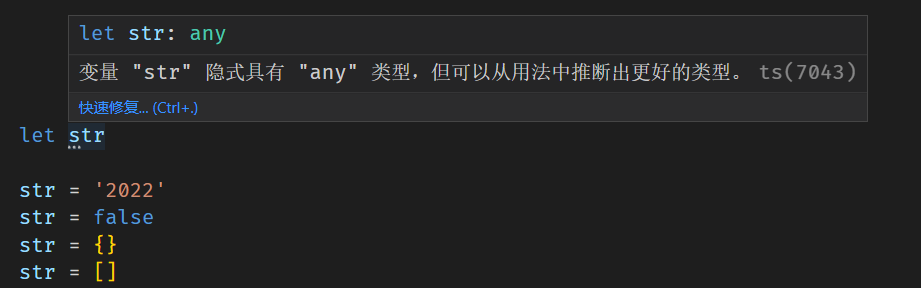 let str: any
变量 "str" 隐式具有 "any" 类型，但可以从用法中推断出更好的类型。 ts(7043)
快速修复... (Ctrl+.)
let str
str = '2022'
str = false
str = {}
str = []